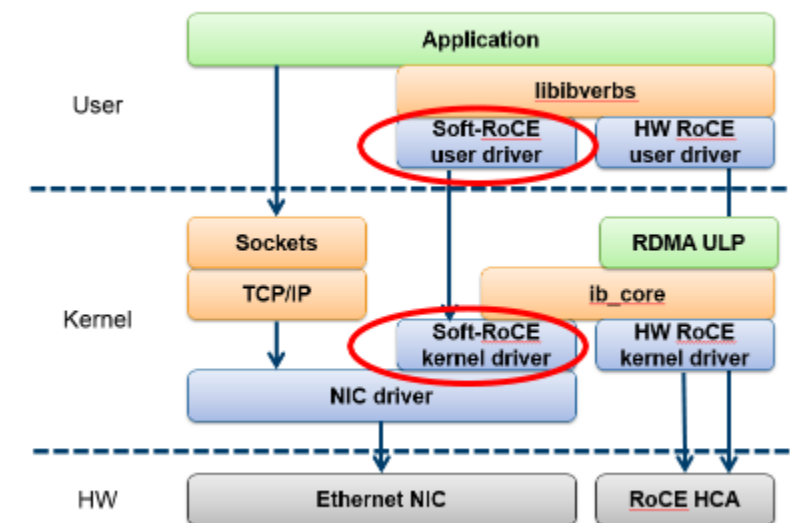 Application
User
libibverbs
Soft-RoCE
user driver
HW RoCE
user driver
Kernel
Sockets
RDMA ULP
TCP/IP
ib_core
Soft-RoCE
kernel driver
HW RoCE
kernel driver
NIC driver
HW
Ethernet NIC
RoCE HCA